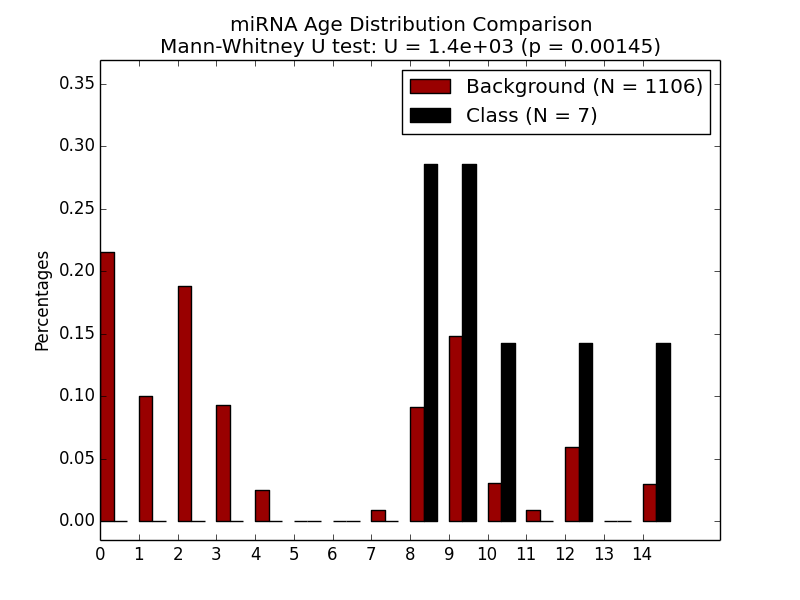 miRNA Age Distribution Comparison
Mann-Whitney U test: U = 1.4e+03 (p = 0.00145)
Background (N = 1106)
Class (N = 7)
Percentages
0.35
0.30
0.25
0.20
0.15
0.10
0.05
0.00
0 1 2 3 4 5 6 7 8 9 10 11 12 13 14